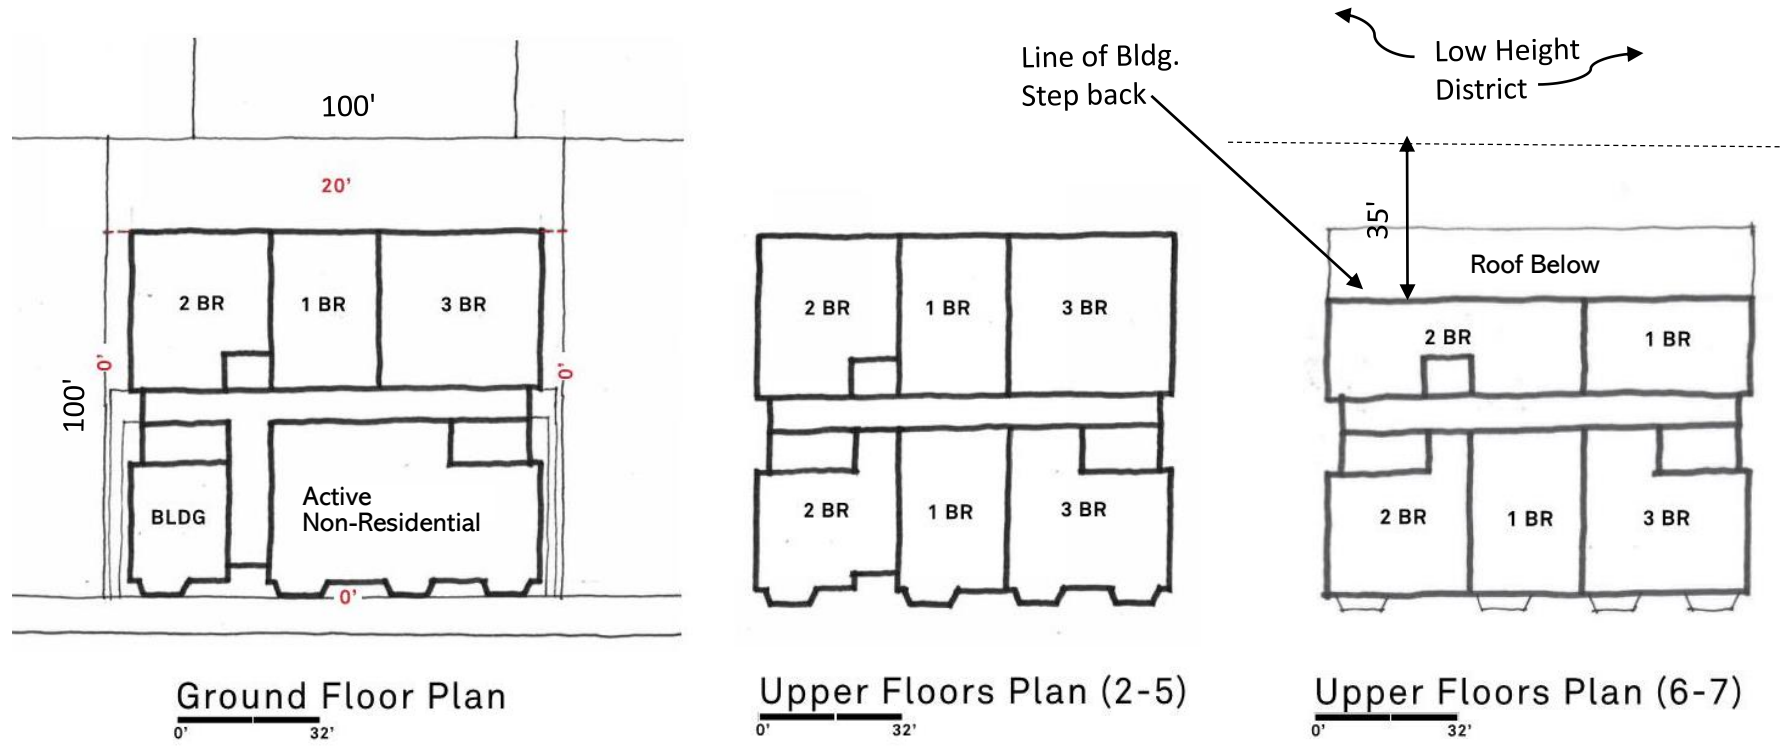 100'
20'
2 BR
1 BR
3 BR
0'
0'
100'
BLDG
Active
Non-Residential
0'
Ground Floor Plan
0'
32'
2 BR
1 BR
3 BR
2 BR
1 BR
3 BR
Upper Floors Plan (2-5)
0'
32'
Line of Bldg.
Step back
Low Height
District
35'
Roof Below
2 BR
1 BR
2 BR
1 BR
3 BR
Upper Floors Plan (6-7)
0'
32'